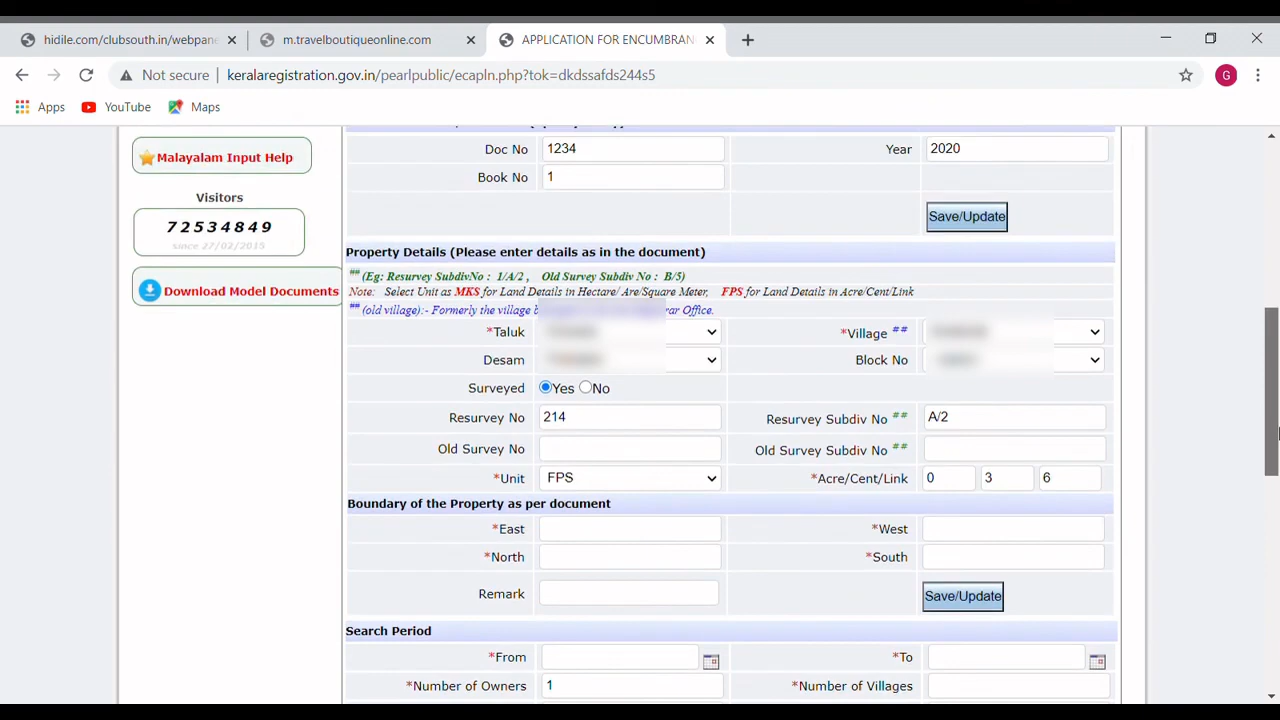 hidile.com/clubsouth.in/webpane
m.travelboutiqueonline.com
APPLICATION FOR ENCUMBRAN
Not secure
keralaregistration.gov.in/pearlpublic/ecapln.php?tok=dkdssafds244s5
G
Apps
YouTube
Maps
Malayalam Input Help
Visitors
72534849
since 27/02/2015
Download Model Documents
Doc No 1234 Year 2020
Book No 1
Save/Update
Property Details (Please enter details as in the document)
## (Eg: Resurvey SubdivNo : 1/A/2 , Old Survey Subdiv No : B/5)
Note: Select Unit as MKS for Land Details in Hectare/ Are/Square Meter, FPS for Land Details in Acre/Cent/Link
## (old village):- Formerly the village Office.
*Taluk *Village ##
Desam Block No
Surveyed Yes No
Resurvey No 214 Resurvey Subdiv No ## A/2
Old Survey No Old Survey Subdiv No ##
*Unit FPS *Acre/Cent/Link 0 3 6
Boundary of the Property as per document
*East *West
*North *South
Remark Save/Update
Search Period
*From *To
*Number of Owners 1 *Number of Villages